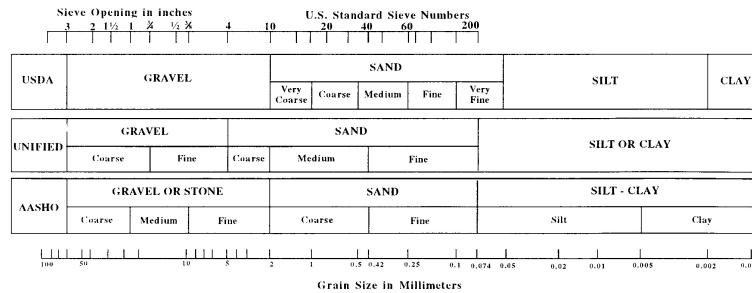 Sieve Opening in inches U.S. Standard Sieve Numbers
3 2 1½ 1 ¾ ½ ⅜ 4 10 20 40 60 200
USDA GRAVEL SAND SILT CLAY
Very Coarse Coarse Medium Fine Very Fine
UNIFIED GRAVEL SAND SILT OR CLAY
Coarse Fine Coarse Medium Fine
AASHO GRAVEL OR STONE SAND SILT - CLAY
Coarse Medium Fine Coarse Fine Silt Clay
100 50 10 5 2 1 0.5 0.42 0.25 0.1 0.074 0.05 0.02 0.01 0.005 0.002
Grain Size in Millimeters